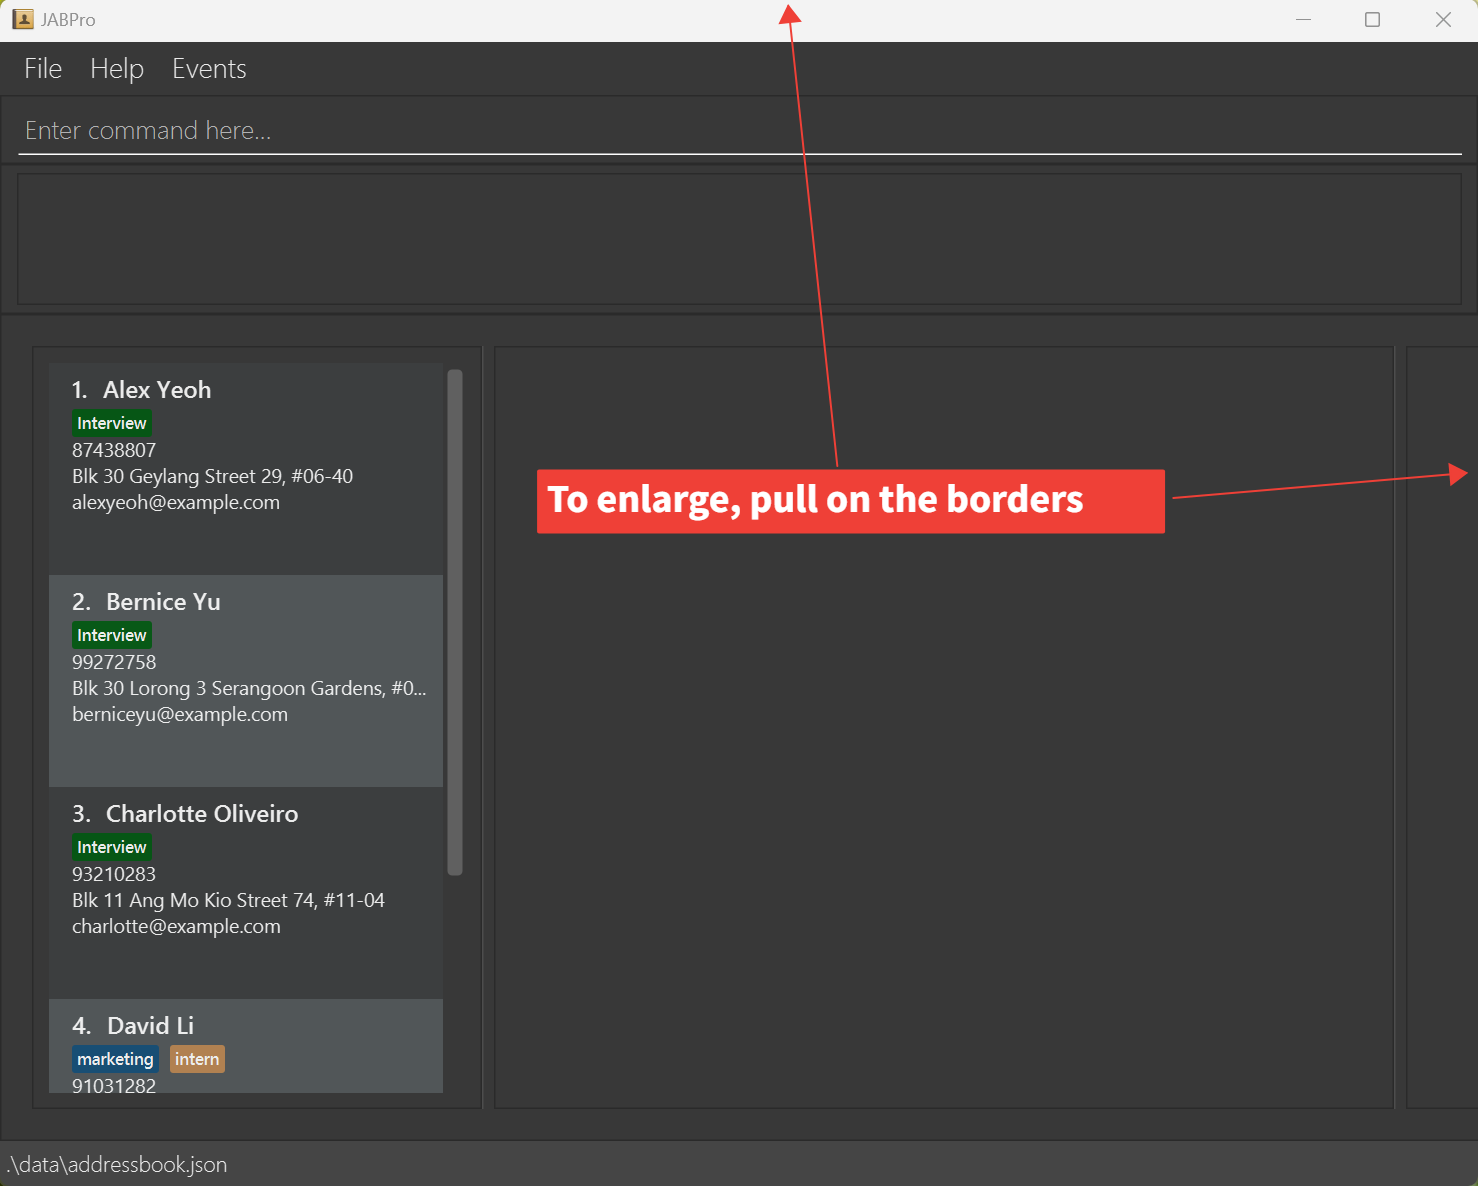 JABPro
File Help Events
Enter command here...
1. Alex Yeoh
Interview
87438807
Blk 30 Geylang Street 29, #06-40
alexyeoh@example.com
To enlarge, pull on the borders
2. Bernice Yu
Interview
99272758
Blk 30 Lorong 3 Serangoon Gardens, #0...
berniceyu@example.com
3. Charlotte Oliveiro
Interview
93210283
Blk 11 Ang Mo Kio Street 74, #11-04
charlotte@example.com
4. David Li
marketing intern
91031282
.\data\addressbook.json